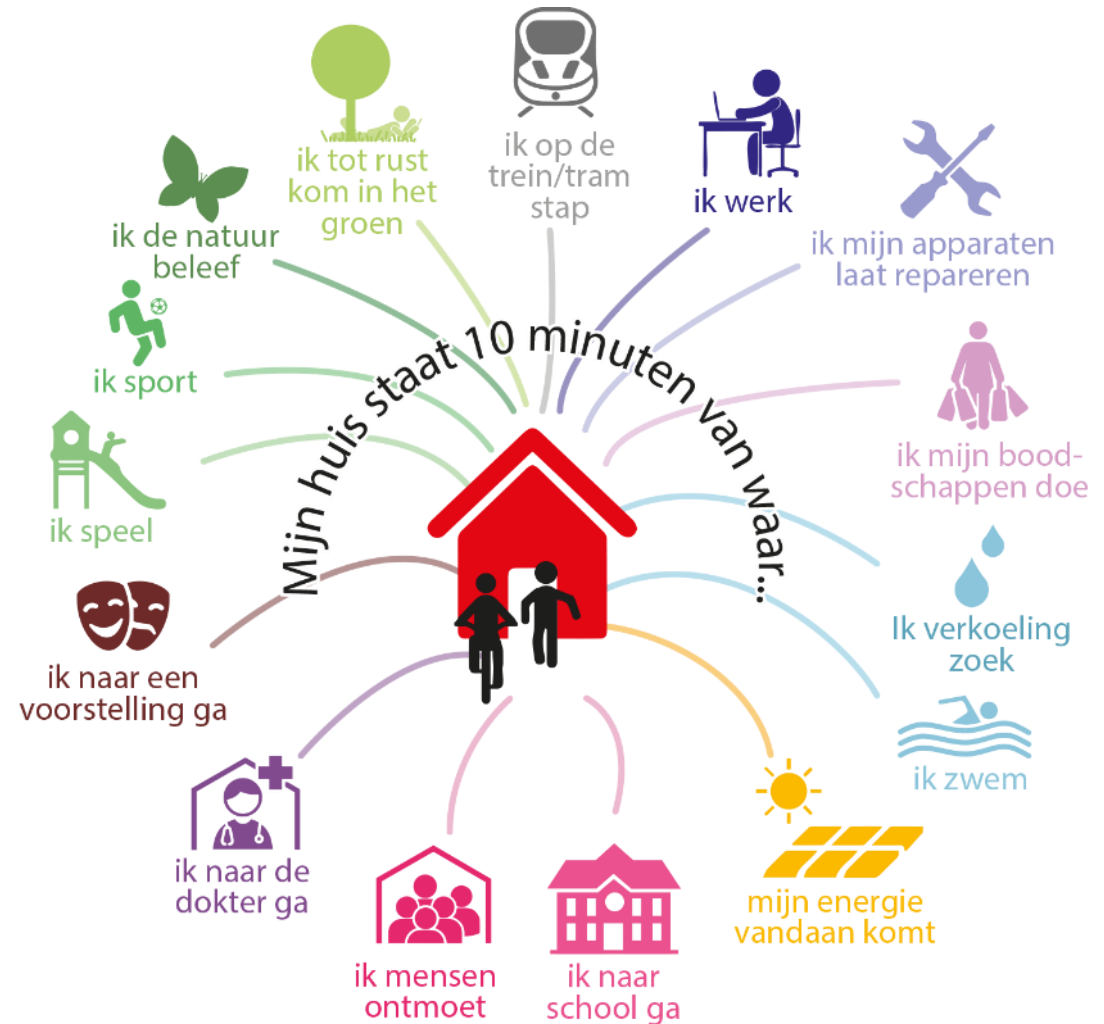 Mijn huis staat 10 minuten van waar...
ik op de
trein/tram
stap
ik werk
ik mijn apparaten
laat repareren
ik mijn bood-
schappen doe
Ik verkoeling
zoek
ik zwem
mijn energie
vandaan komt
ik naar
school ga
ik mensen
ontmoet
ik naar de
dokter ga
ik naar een
voorstelling ga
ik speel
ik sport
ik de natuur
beleef
ik tot rust
kom in het
groen